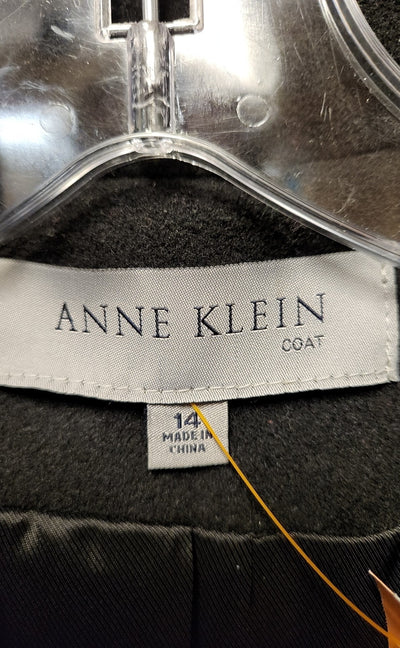 ANNE KLEIN
COAT
14
MADE IN
CHINA